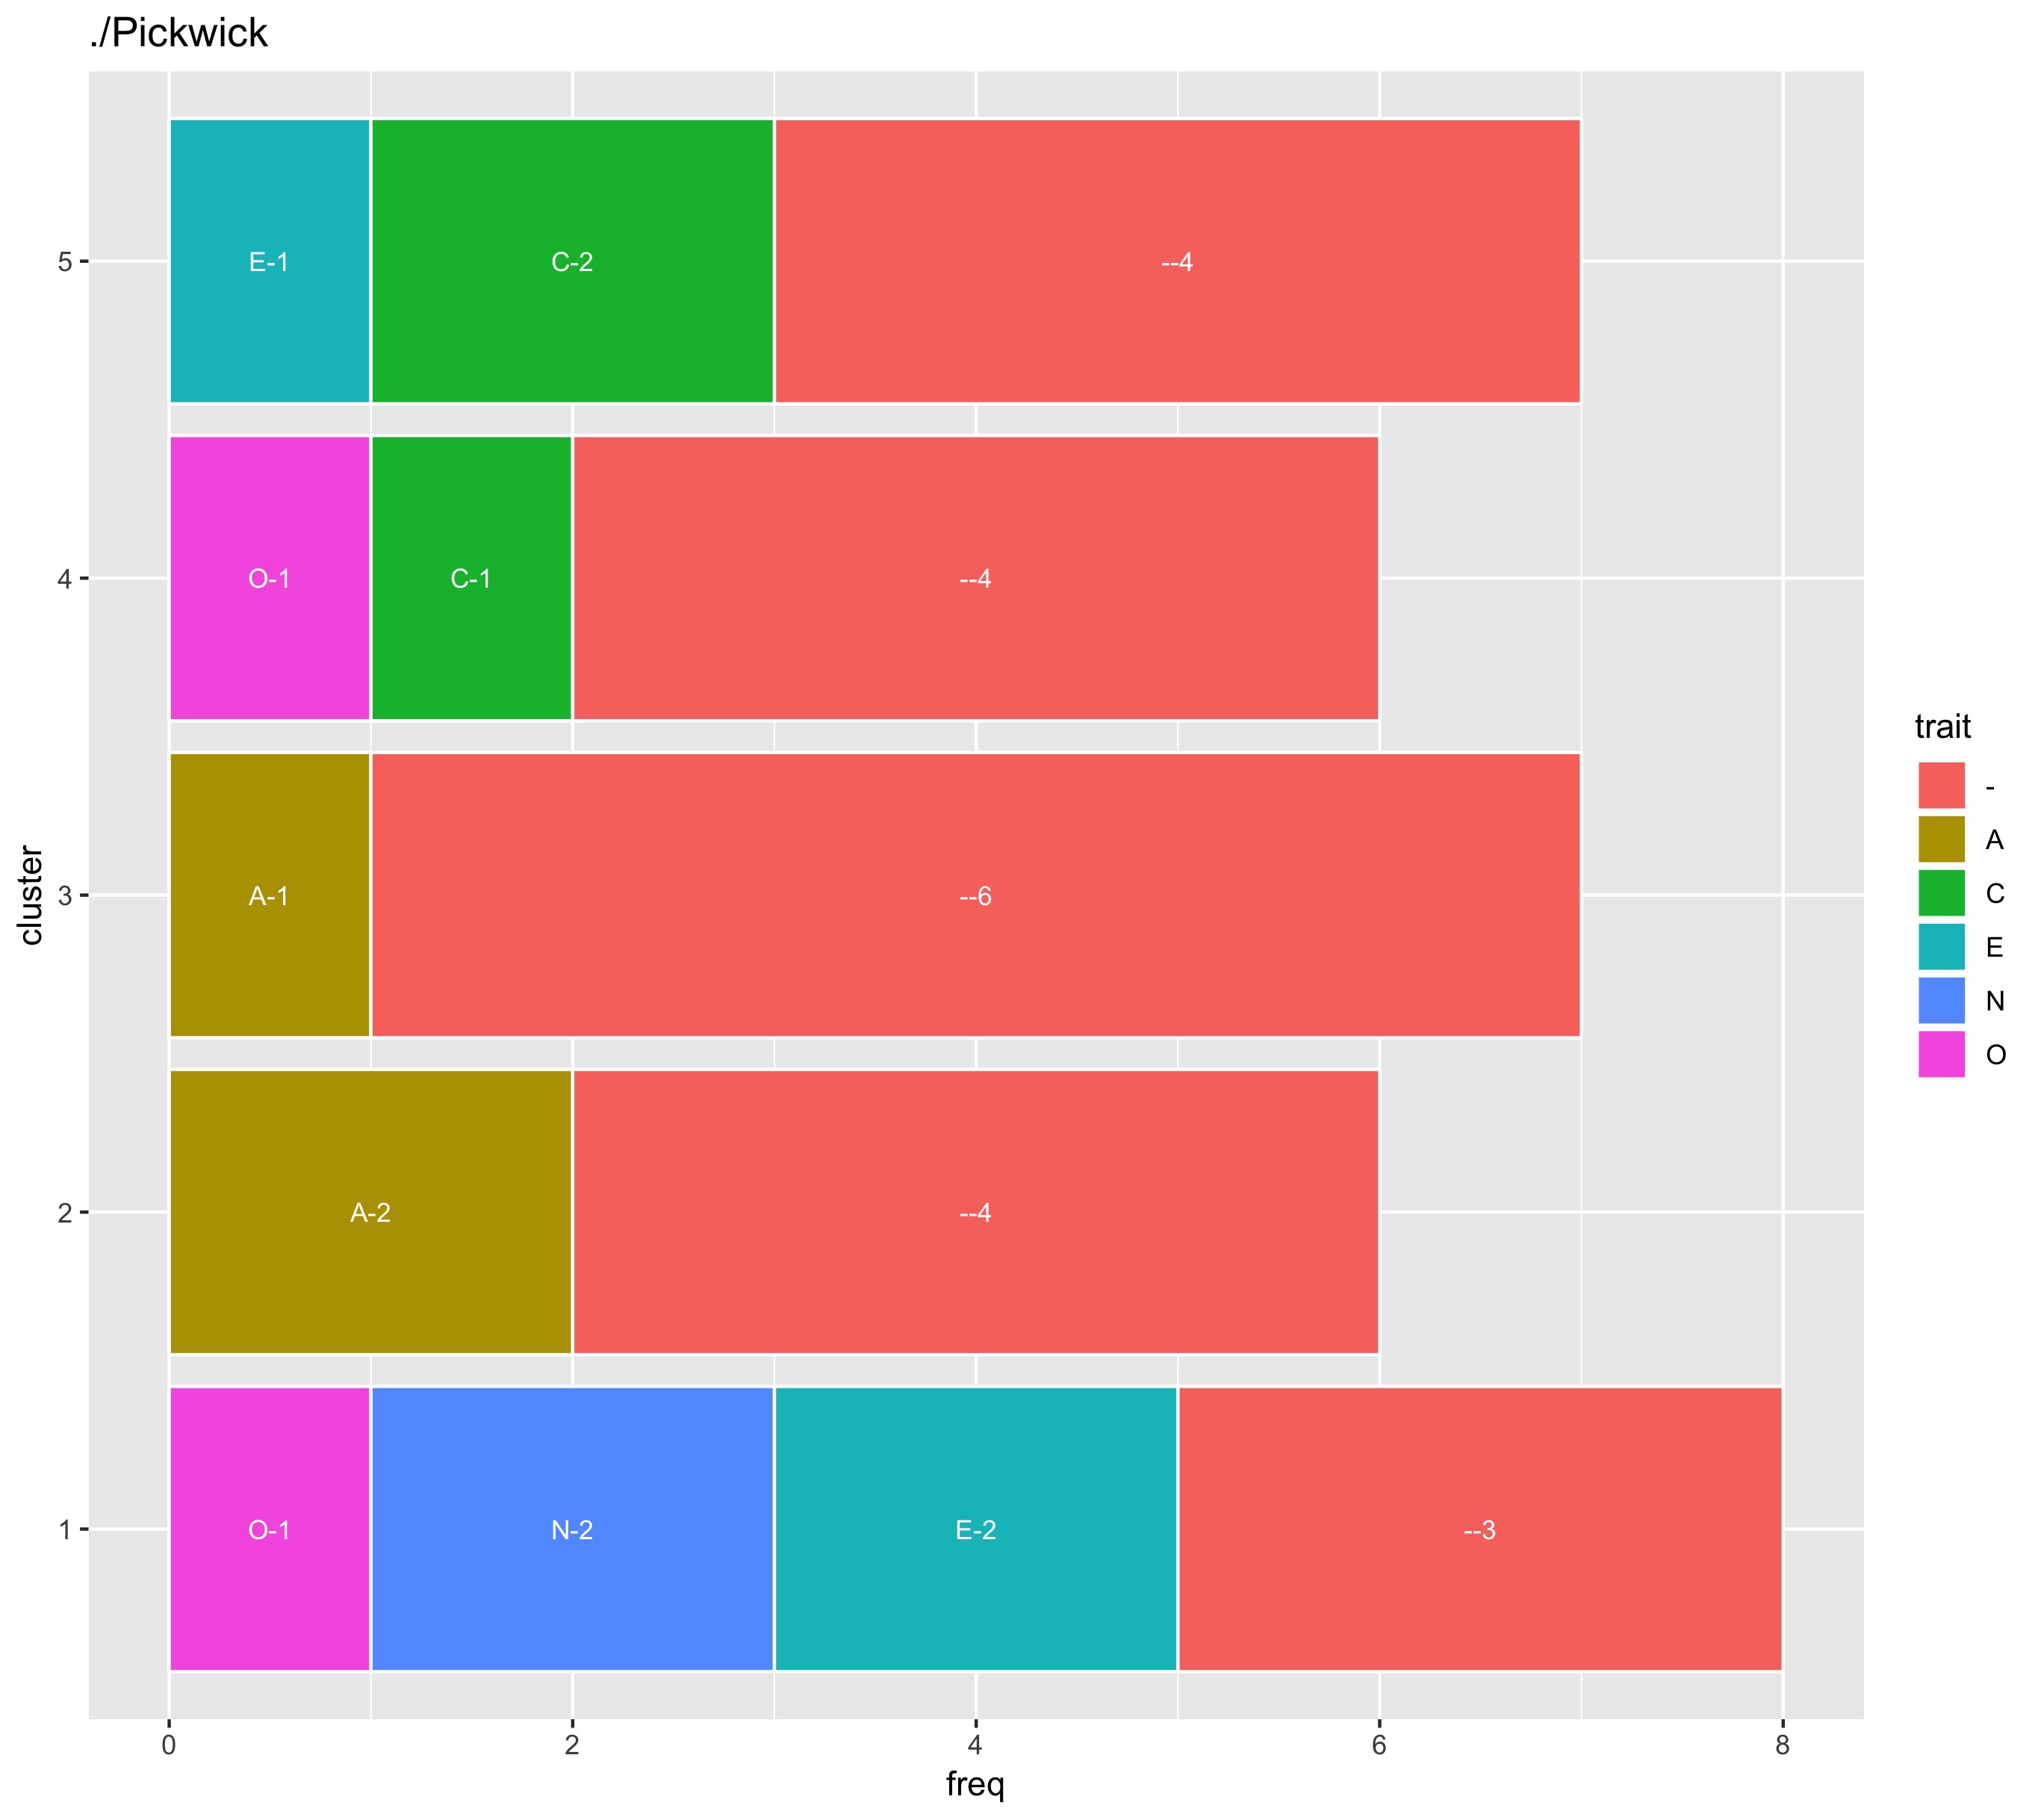 ./Pickwick
5
E-1
C-2
--4
4
O-1
C-1
--4
3
A-1
--6
2
A-2
--4
1
O-1
N-2
E-2
--3
0
2
4
6
8
freq
cluster
trait
-
A
C
E
N
O